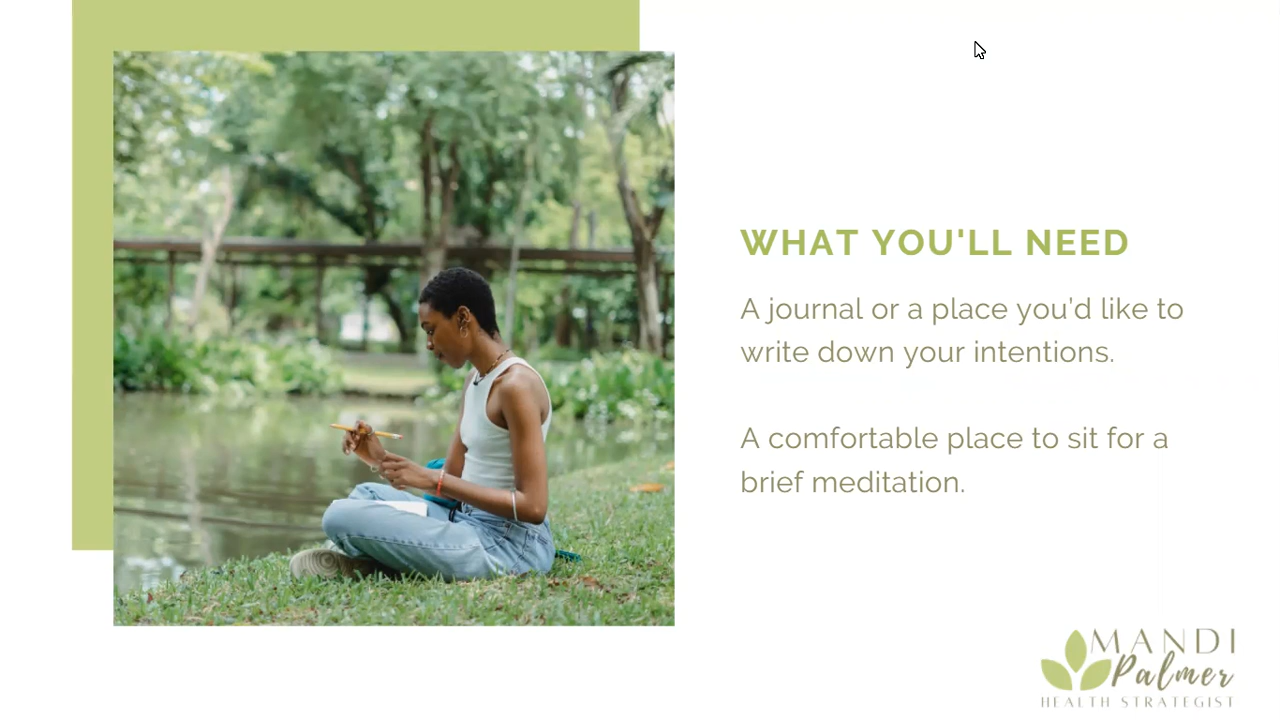 WHAT YOU'LL NEED
A journal or a place you’d like to
write down your intentions.
A comfortable place to sit for a
brief meditation.
MANDI
Palmer
HEALTH STRATEGIST